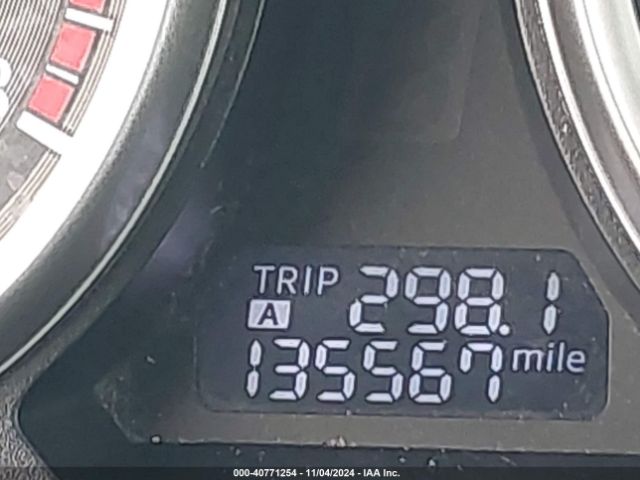 TRIP A 298.1
135567 mile
000-40771254 - 11/04/2024 - IAA Inc.